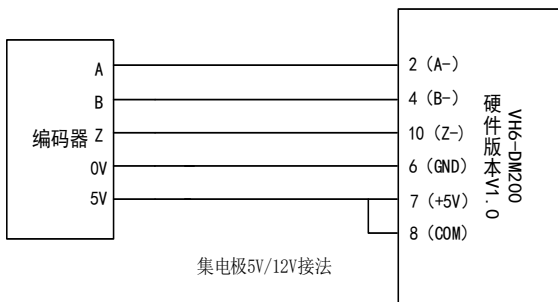 编码器
A
B
Z
0V
5V
2（A-）
4（B-）
10（Z-）
6（GND）
7（+5V）
8（COM）
VH6-DM200
硬件版本V1.0
集电极5V/12V接法